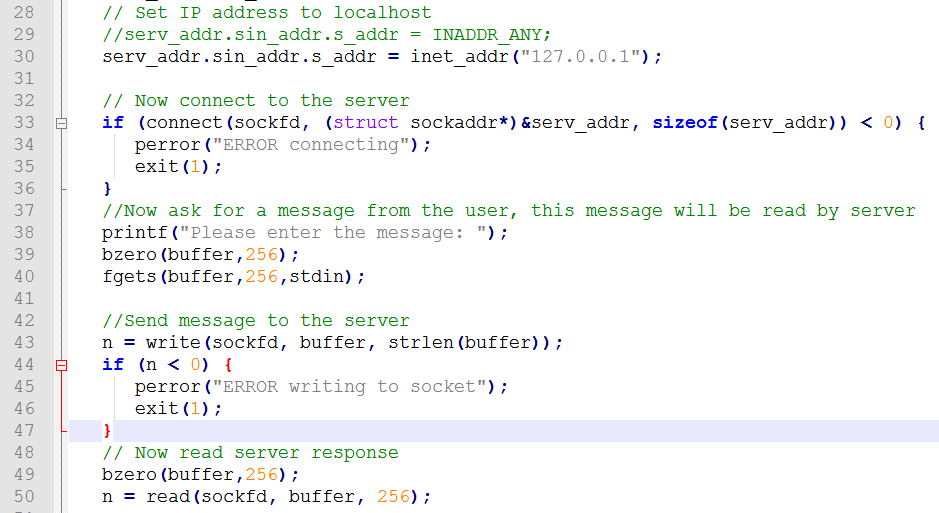 28 // Set IP address to localhost
29 //serv_addr.sin_addr.s_addr = INADDR_ANY;
30 serv_addr.sin_addr.s_addr = inet_addr("127.0.0.1");
31
32 // Now connect to the server
33 if (connect(sockfd, (struct sockaddr*)&serv_addr, sizeof(serv_addr)) < 0) {
34 perror("ERROR connecting");
35 exit(1);
36 }
37 //Now ask for a message from the user, this message will be read by server
38 printf("Please enter the message: ");
39 bzero(buffer,256);
40 fgets(buffer,256,stdin);
41
42 //Send message to the server
43 n = write(sockfd, buffer, strlen(buffer));
44 if (n < 0) {
45 perror("ERROR writing to socket");
46 exit(1);
47 }
48 // Now read server response
49 bzero(buffer,256);
50 n = read(sockfd, buffer, 256);